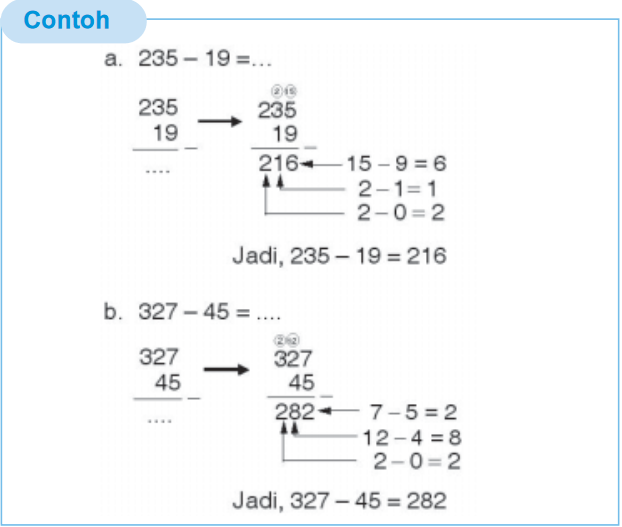 Contoh
a. 235 – 19 =...
② ⑮
235 235
19 19
– –
.... 216 15 – 9 = 6
2 – 1 = 1
2 – 0 = 2
Jadi, 235 – 19 = 216
b. 327 – 45 = ....
② ⑫
327 327
45 45
– –
.... 282 7 – 5 = 2
12 – 4 = 8
2 – 0 = 2
Jadi, 327 – 45 = 282